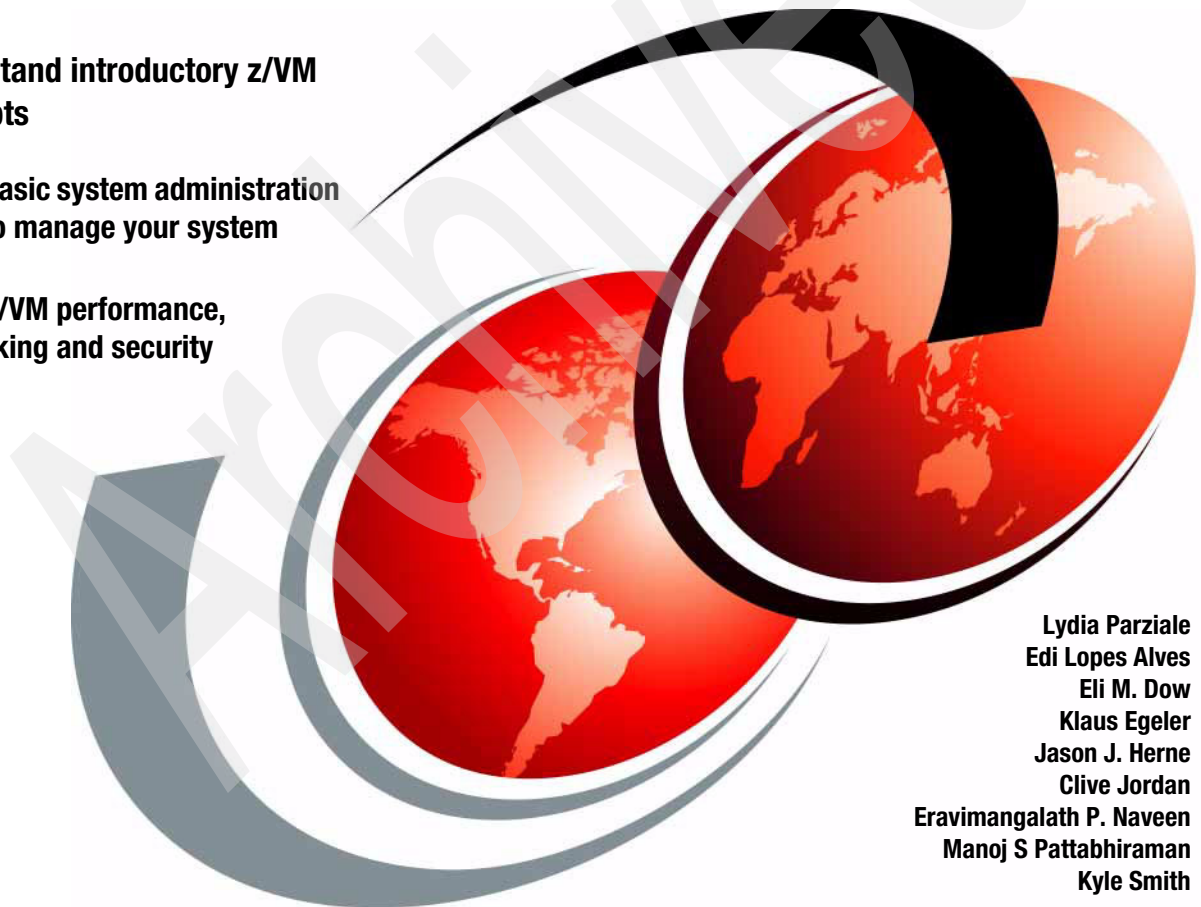 tand introductory z/VM
ots
asic system administration
o manage your system
/VM performance,
king and security
Archive
Lydia Parziale
Edi Lopes Alves
Eli M. Dow
Klaus Egeler
Jason J. Herne
Clive Jordan
Eravimangalath P. Naveen
Manoj S Pattabhiraman
Kyle Smith